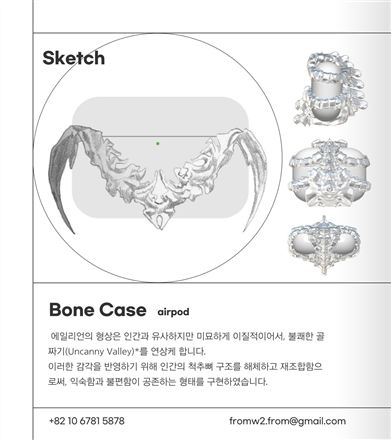 Sketch
Bone Case airpod
에일리언의 형상은 인간과 유사하지만 미묘하게 이질적이어서, 불쾌한 골
짜기(Uncanny Valley)*를 연상케 합니다.
이러한 감각을 반영하기 위해 인간의 척추뼈 구조를 해체하고 재조합함으
로써, 익숙함과 불편함이 공존하는 형태를 구현하였습니다.
+82 10 6781 5878
fromw2.from@gmail.com